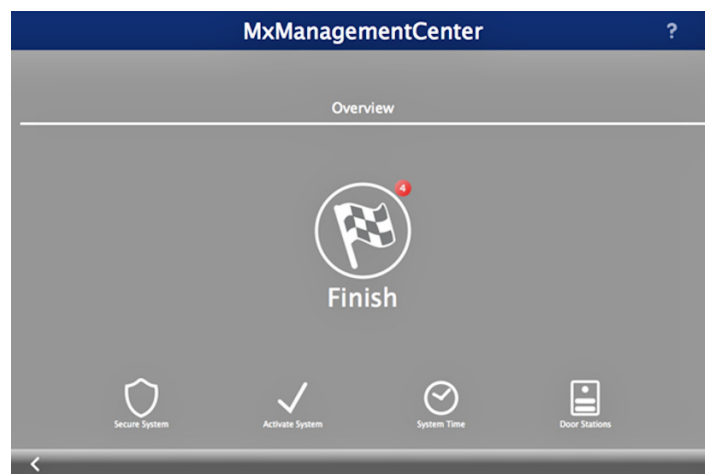 MxManagementCenter ?
Overview
4
Finish
Secure System Activate System System Time Door Stations